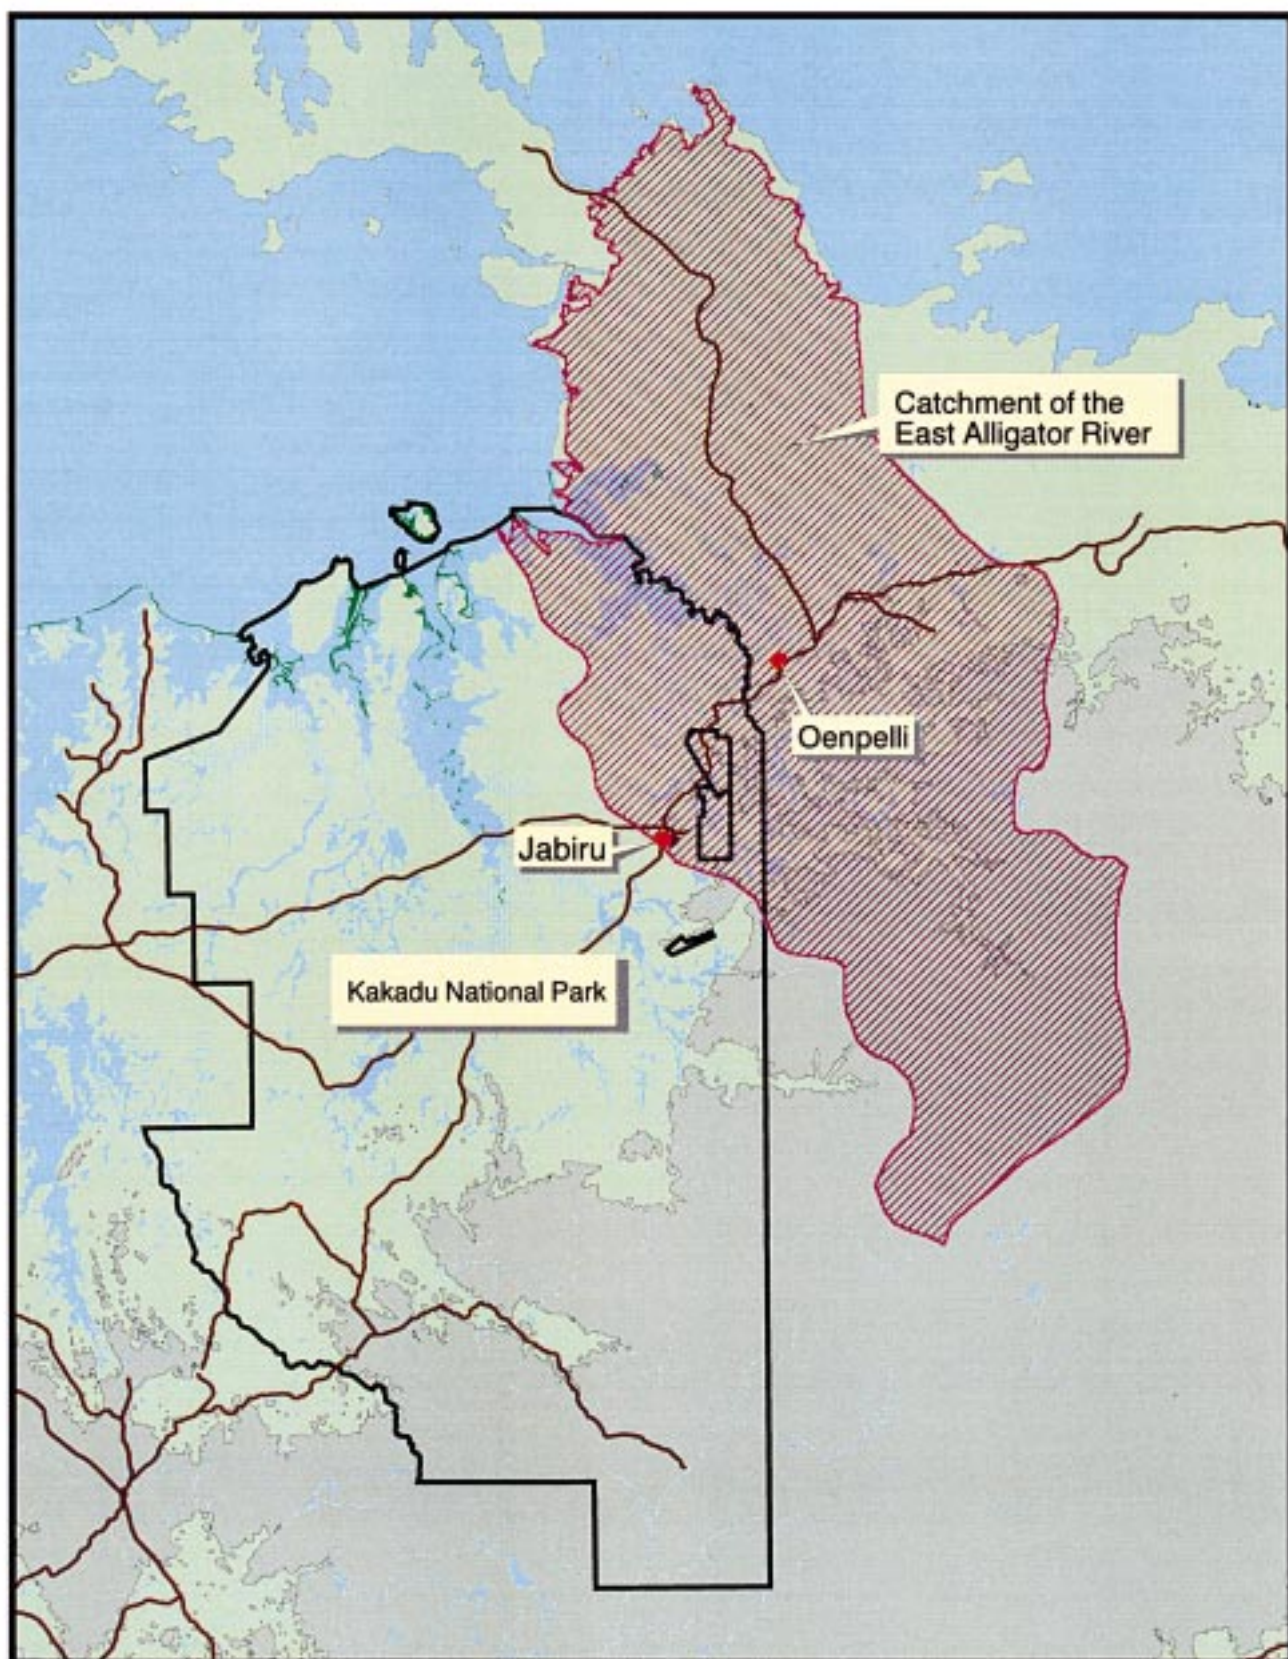 Catchment of the
East Alligator River
Oenpelli
Jabiru
Kakadu National Park